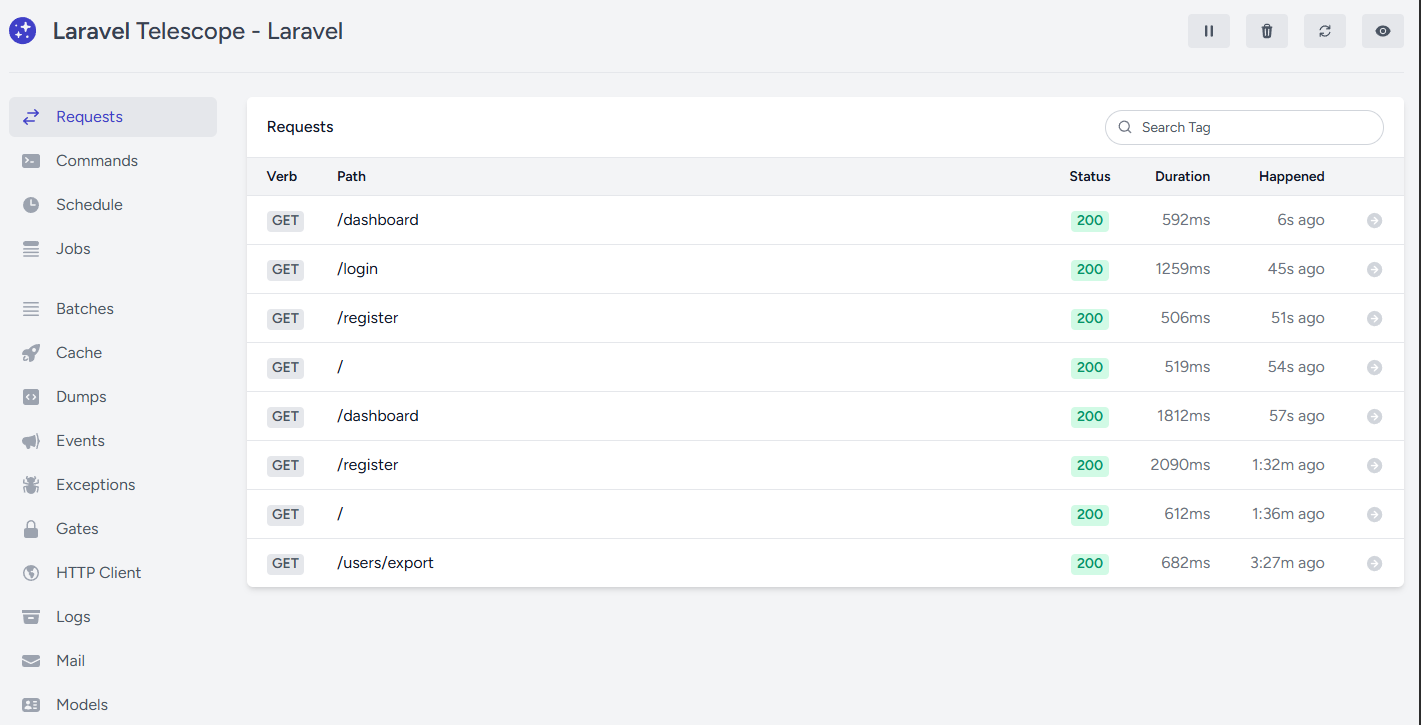 Laravel Telescope - Laravel
Requests
Commands
Schedule
Jobs
Batches
Cache
Dumps
Events
Exceptions
Gates
HTTP Client
Logs
Mail
Models
Requests
Search Tag
Verb Path Status Duration Happened
GET /dashboard 200 592ms 6s ago
GET /login 200 1259ms 45s ago
GET /register 200 506ms 51s ago
GET / 200 519ms 54s ago
GET /dashboard 200 1812ms 57s ago
GET /register 200 2090ms 1:32m ago
GET / 200 612ms 1:36m ago
GET /users/export 200 682ms 3:27m ago